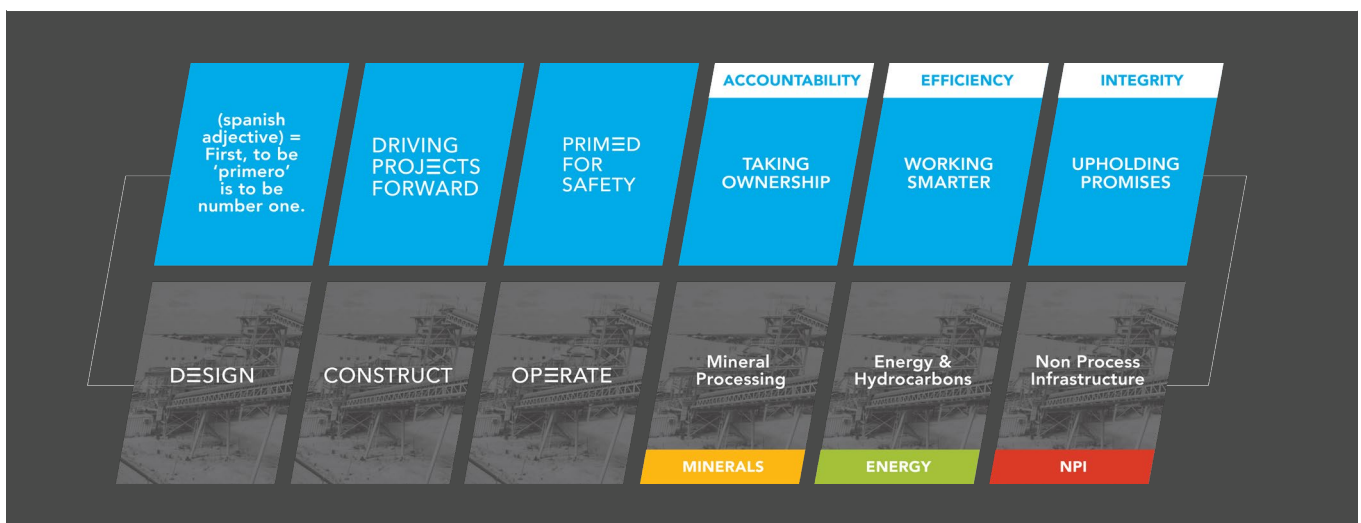 (spanish
adjective) =
First, to be
'primero'
is to be
number one.
DRIVING
PROJECTS
FORWARD
PRIMED
FOR
SAFETY
ACCOUNTABILITY
TAKING
OWNERSHIP
EFFICIENCY
WORKING
SMARTER
INTEGRITY
UPHOLDING
PROMISES
DESIGN
CONSTRUCT
OPERATE
Mineral
Processing
MINERALS
Energy &
Hydrocarbons
ENERGY
Non Process
Infrastructure
NPI